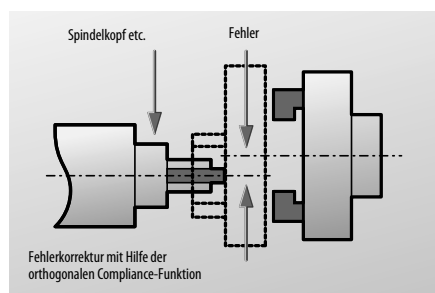 Spindelkopf etc.
Fehler
Fehlerkorrektur mit Hilfe der
orthogonalen Compliance-Funktion